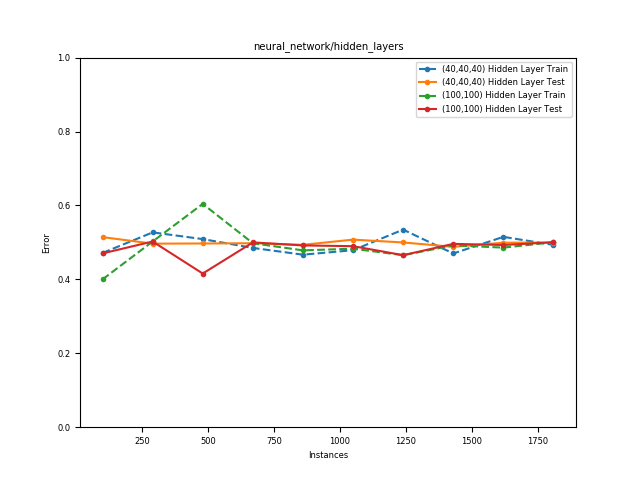 neural_network/hidden_layers
1.0
(40,40,40) Hidden Layer Train
(40,40,40) Hidden Layer Test
(100,100) Hidden Layer Train
(100,100) Hidden Layer Test
0.8
0.6
Error
0.4
0.2
0.0
250 500 750 1000 1250 1500 1750
Instances